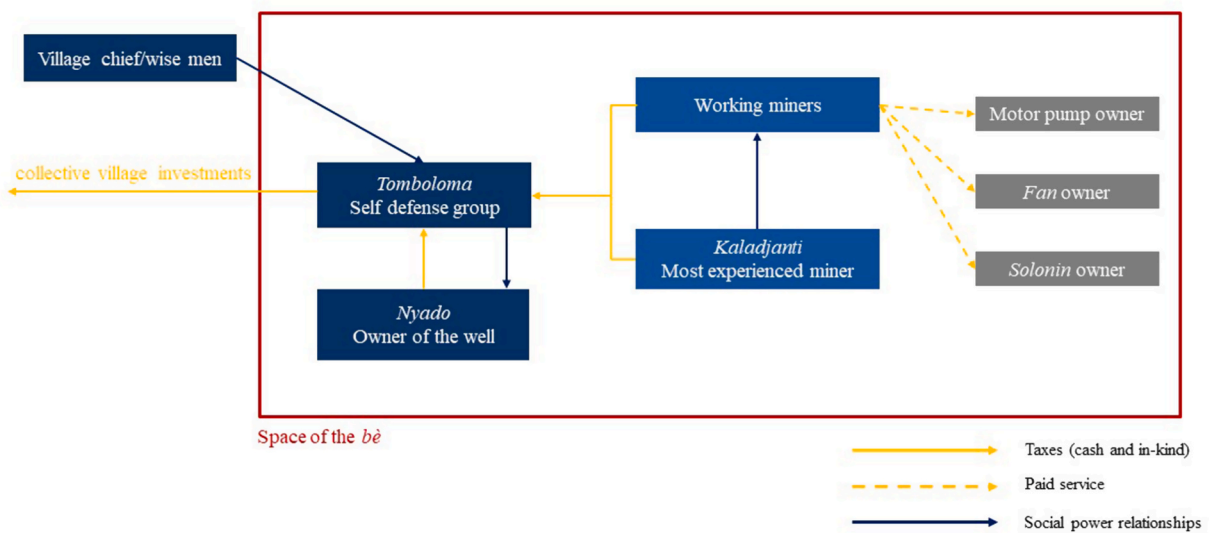 Village chief/wise men
collective village investments
Tomboloma
Self defense group
Nyado
Owner of the well
Working miners
Kaladjanti
Most experienced miner
Motor pump owner
Fan owner
Solonin owner
Space of the bè
Taxes (cash and in-kind)
Paid service
Social power relationships